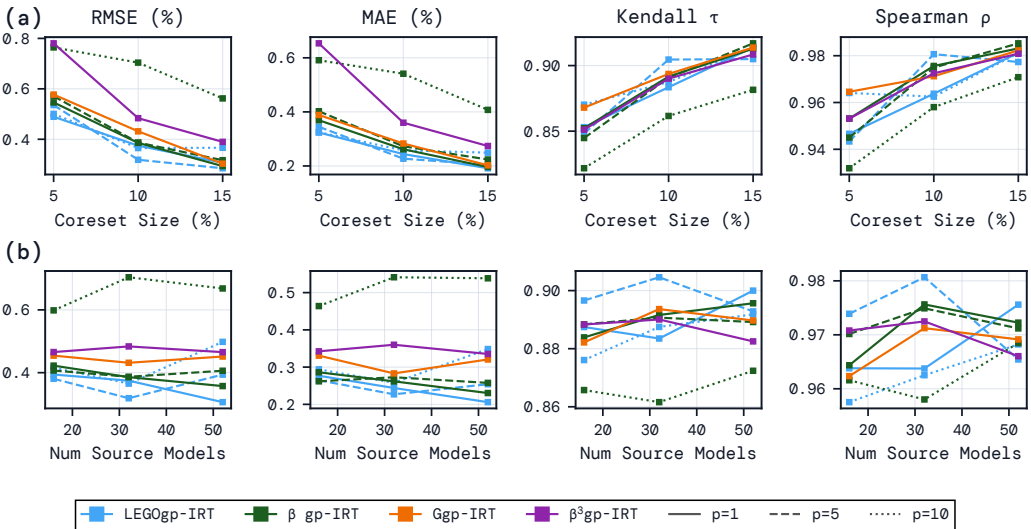 (a)
RMSE (%)
MAE (%)
Kendall τ
Spearman ρ
0.8
0.6
0.4
5
10
15
Coreset Size (%)
0.6
0.4
0.2
5
10
15
Coreset Size (%)
0.90
0.85
5
10
15
Coreset Size (%)
0.98
0.96
0.94
5
10
15
Coreset Size (%)
(b)
0.6
0.4
20
30
40
50
Num Source Models
0.5
0.4
0.3
0.2
20
30
40
50
Num Source Models
0.90
0.88
0.86
20
30
40
50
Num Source Models
0.98
0.97
0.96
20
30
40
50
Num Source Models
LEGOgp-IRT
β gp-IRT
Ggp-IRT
β³gp-IRT
p=1
p=5
p=10